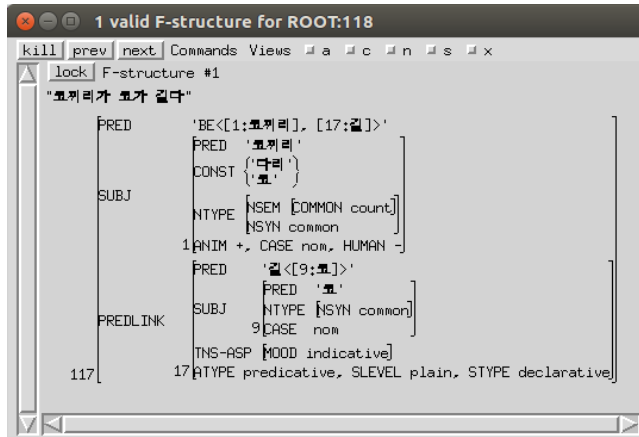 1 valid F-structure for ROOT:118
kill prev next Commands Views a c n s x
lock F-structure #1
"코끼리가 코가 길다"
PRED 'BE<[1:코끼리], [17:길]>'
PRED '코끼리'
CONST {'다리'
'코'}
SUBJ
NTYPE [NSEM [COMMON count]]
NSYN common
1 ANIM +, CASE nom, HUMAN -
PRED '길<[9:코]>'
PRED '코'
SUBJ NTYPE [NSYN common]
PREDLINK
9 CASE nom
TNS-ASP [MOOD indicative]
117 17 ATYPE predicative, SLEVEL plain, STYPE declarative